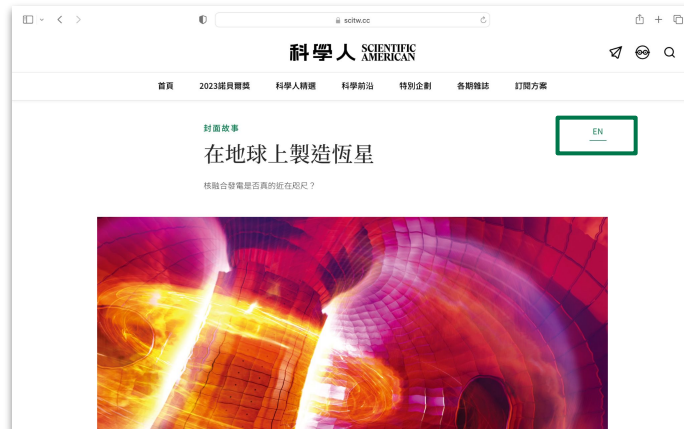 scitw.cc
科學人 SCIENTIFIC AMERICAN
首頁 2023諾貝爾獎 科學人精選 科學前沿 特別企劃 各期雜誌 訂閱方案
封面故事
EN
在地球上製造恆星
核融合發電是否真的近在咫尺？